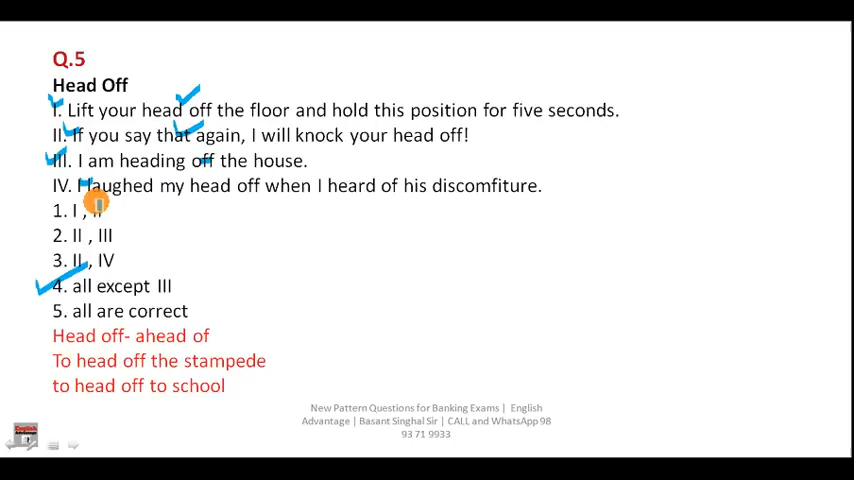 Q.5
Head Off
I. Lift your head off the floor and hold this position for five seconds.
II. If you say that again, I will knock your head off!
III. I am heading off the house.
IV. I laughed my head off when I heard of his discomfiture.
1. I , II
2. II , III
3. II , IV
4. all except III
5. all are correct
Head off- ahead of
To head off the stampede
to head off to school
New Pattern Questions for Banking Exams | English
Advantage | Basant Singhal Sir | CALL and WhatsApp 98
93 71 9933
English
Advantage